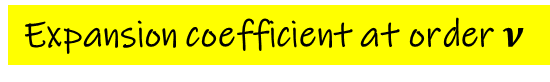 Expansion coefficient at order ν